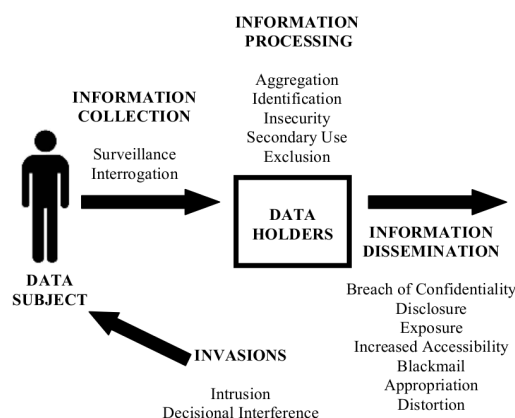 INFORMATION
PROCESSING
Aggregation
Identification
Insecurity
Secondary Use
Exclusion
INFORMATION
COLLECTION
Surveillance
Interrogation
DATA
HOLDERS
DATA
SUBJECT
INFORMATION
DISSEMINATION
Breach of Confidentiality
Disclosure
Exposure
Increased Accessibility
Blackmail
Appropriation
Distortion
INVASIONS
Intrusion
Decisional Interference